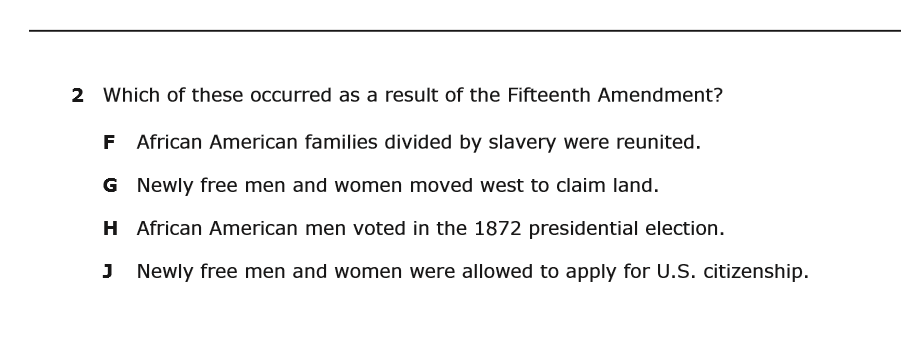 2 Which of these occurred as a result of the Fifteenth Amendment?
F African American families divided by slavery were reunited.
G Newly free men and women moved west to claim land.
H African American men voted in the 1872 presidential election.
J Newly free men and women were allowed to apply for U.S. citizenship.